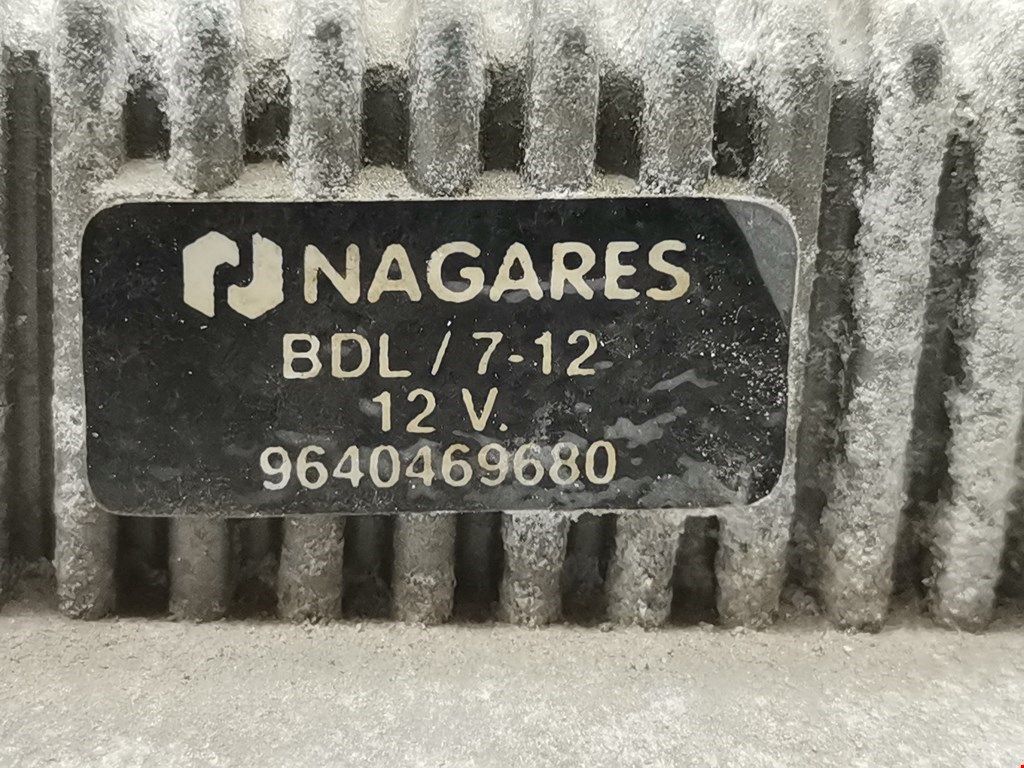 NAGARES
BDL / 7-12
12 V.
9640469680